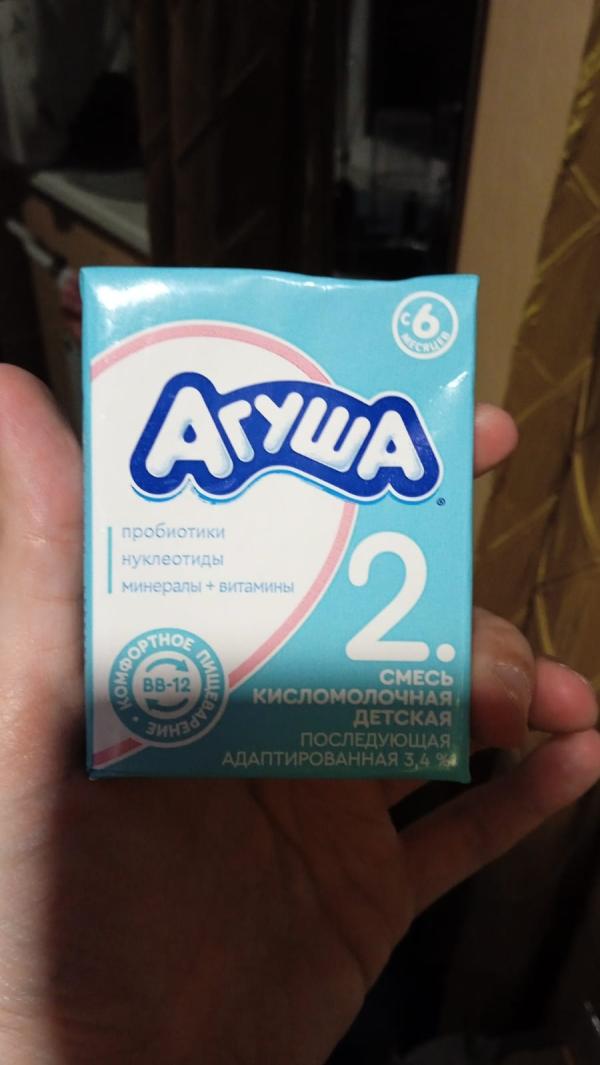 С 6
МЕСЯЦЕВ
АГУША
®
пробиотики
нуклеотиды
минералы + витамины
2.
• КОМФОРТНОЕ ПИЩЕВАРЕНИЕ
BB-12
СМЕСЬ
КИСЛОМОЛОЧНАЯ
ДЕТСКАЯ
ПОСЛЕДУЮЩАЯ
АДАПТИРОВАННАЯ 3,4 %